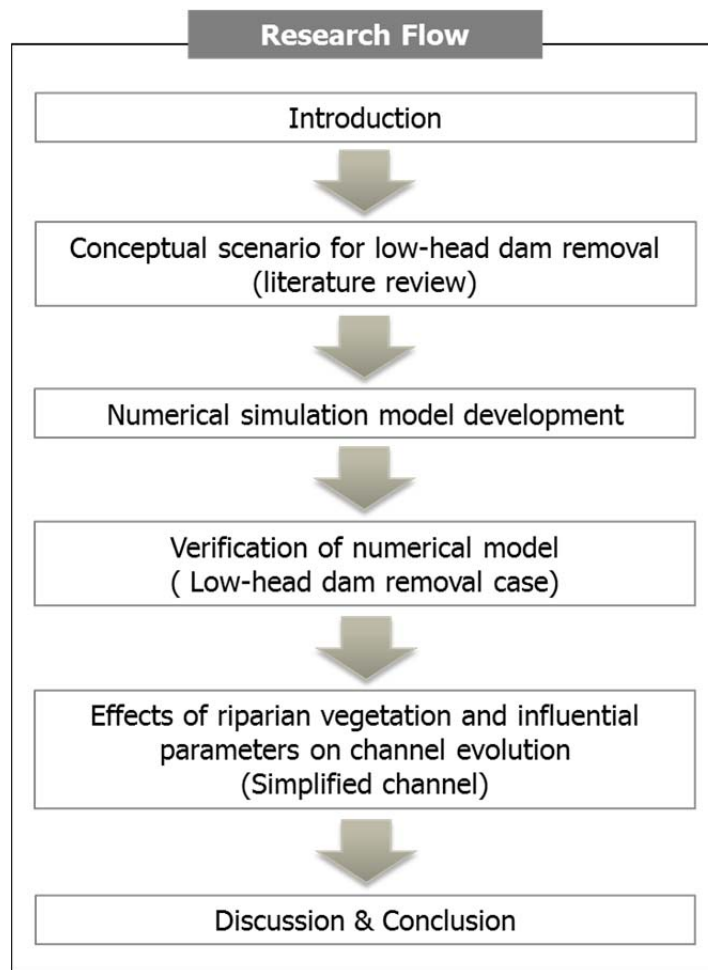 Research Flow
Introduction
Conceptual scenario for low-head dam removal
(literature review)
Numerical simulation model development
Verification of numerical model
( Low-head dam removal case)
Effects of riparian vegetation and influential
parameters on channel evolution
(Simplified channel)
Discussion & Conclusion